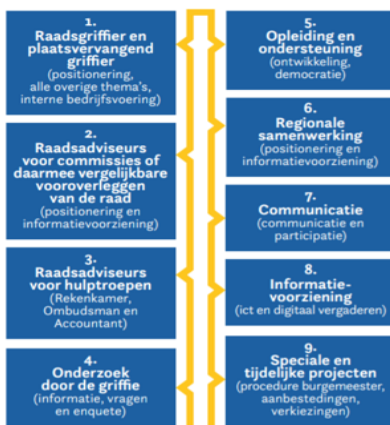 1.
Raadsgriffier en
plaatsvervangend
griffier
(positionering,
alle overige thema's,
interne bedrijfsvoering)
2.
Raadsadviseurs
voor commissies of
daarmee vergelijkbare
vooroverleggen
van de raad
(positionering en
informatievoorziening)
3.
Raadsadviseurs
voor hulptroepen
(Rekenkamer,
Ombudsman en
Accountant)
4.
Onderzoek
door de griffie
(informatie, vragen
en enquete)
5.
Opleiding en
ondersteuning
(ontwikkeling,
democratie)
6.
Regionale
samenwerking
(positionering en
informatievoorziening)
7.
Communicatie
(communicatie en
participatie)
8.
Informatie-
voorziening
(ict en digitaal vergaderen)
9.
Speciale en
tijdelijke projecten
(procedure burgemeester,
aanbestedingen,
verkiezingen)